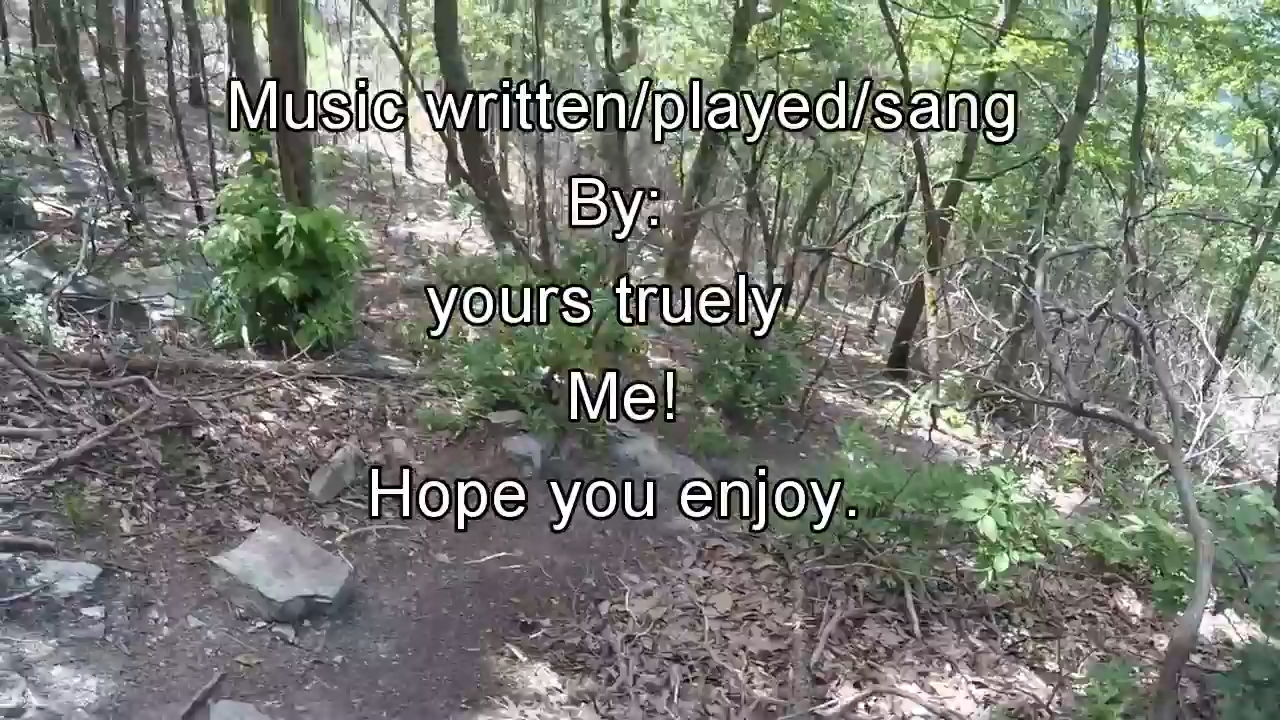 Music written/played/sang
By:
yours truely
Me!
Hope you enjoy.